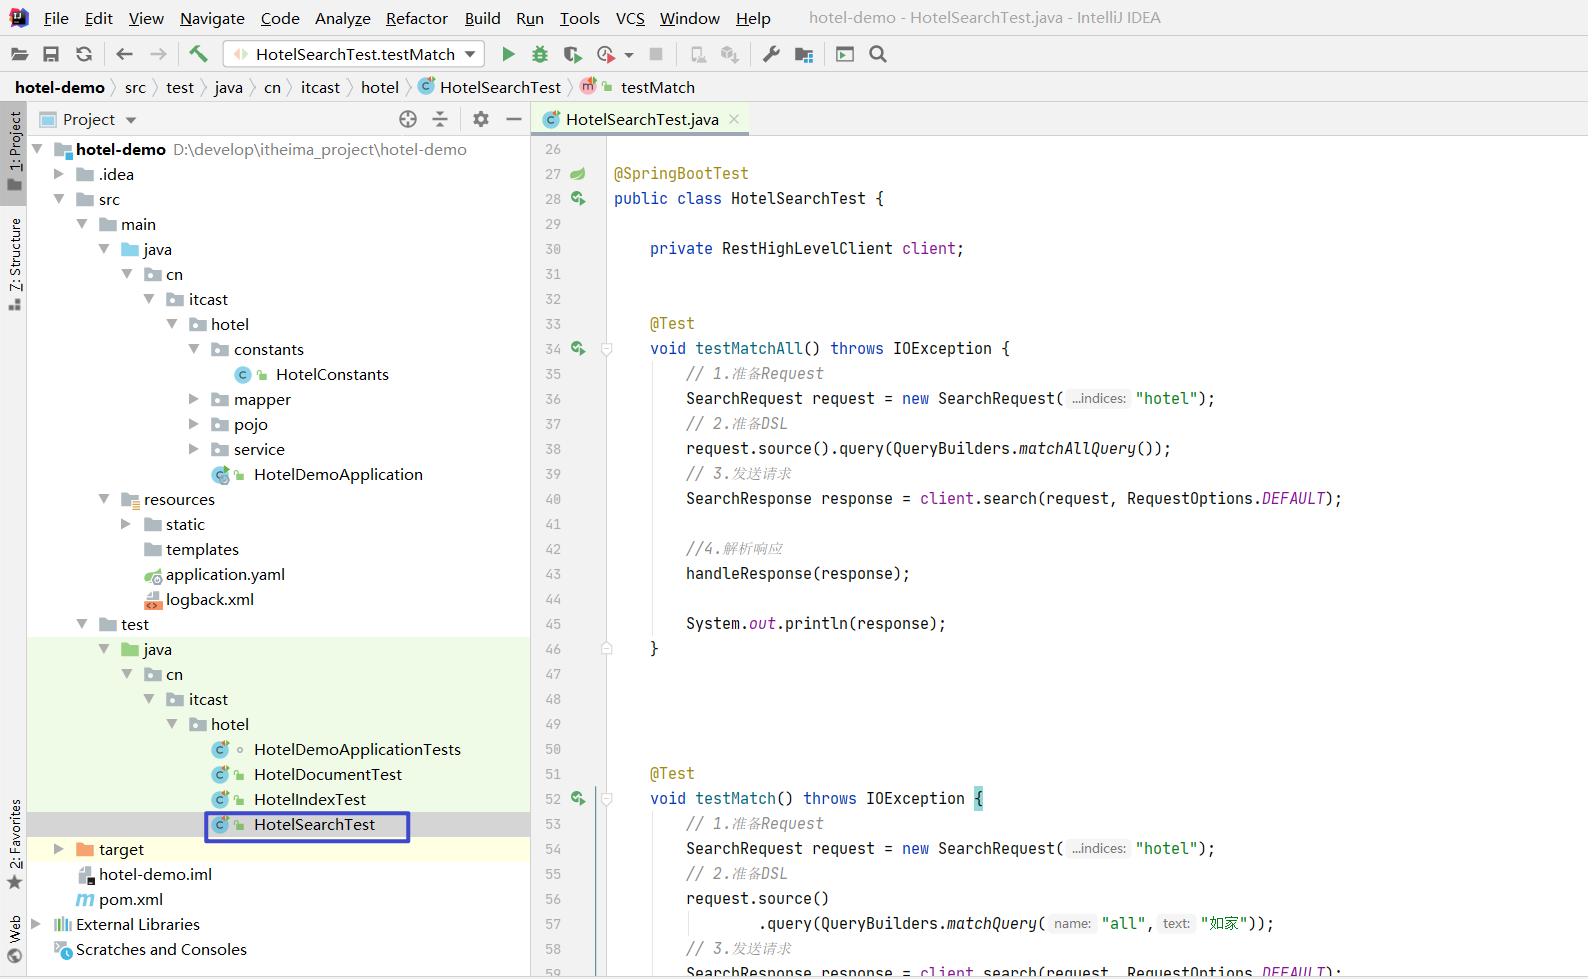 File Edit View Navigate Code Analyze Refactor Build Run Tools VCS Window Help hotel-demo - HotelSearchTest.java - IntelliJ IDEA
HotelSearchTest.testMatch
hotel-demo src test java cn itcast hotel HotelSearchTest testMatch
1: Project
7: Structure
2: Favorites
Web
Project
hotel-demo D:\develop\itheima_project\hotel-demo
.idea
src
main
java
cn
itcast
hotel
constants
HotelConstants
mapper
pojo
service
HotelDemoApplication
resources
static
templates
application.yaml
logback.xml
test
java
cn
itcast
hotel
HotelDemoApplicationTests
HotelDocumentTest
HotelIndexTest
HotelSearchTest
target
hotel-demo.iml
pom.xml
External Libraries
Scratches and Consoles
HotelSearchTest.java
26
27 @SpringBootTest
28 public class HotelSearchTest {
29
30 private RestHighLevelClient client;
31
32
33 @Test
34 void testMatchAll() throws IOException {
35 // 1.准备Request
36 SearchRequest request = new SearchRequest( ...indices: "hotel");
37 // 2.准备DSL
38 request.source().query(QueryBuilders.matchAllQuery());
39 // 3.发送请求
40 SearchResponse response = client.search(request, RequestOptions.DEFAULT);
41
42 //4.解析响应
43 handleResponse(response);
44
45 System.out.println(response);
46 }
47
48
49
50
51 @Test
52 void testMatch() throws IOException {
53 // 1.准备Request
54 SearchRequest request = new SearchRequest( ...indices: "hotel");
55 // 2.准备DSL
56 request.source()
57 .query(QueryBuilders.matchQuery( name: "all", text: "如家"));
58 // 3.发送请求
59 SearchResponse response = client.search(request, RequestOptions.DEFAULT);